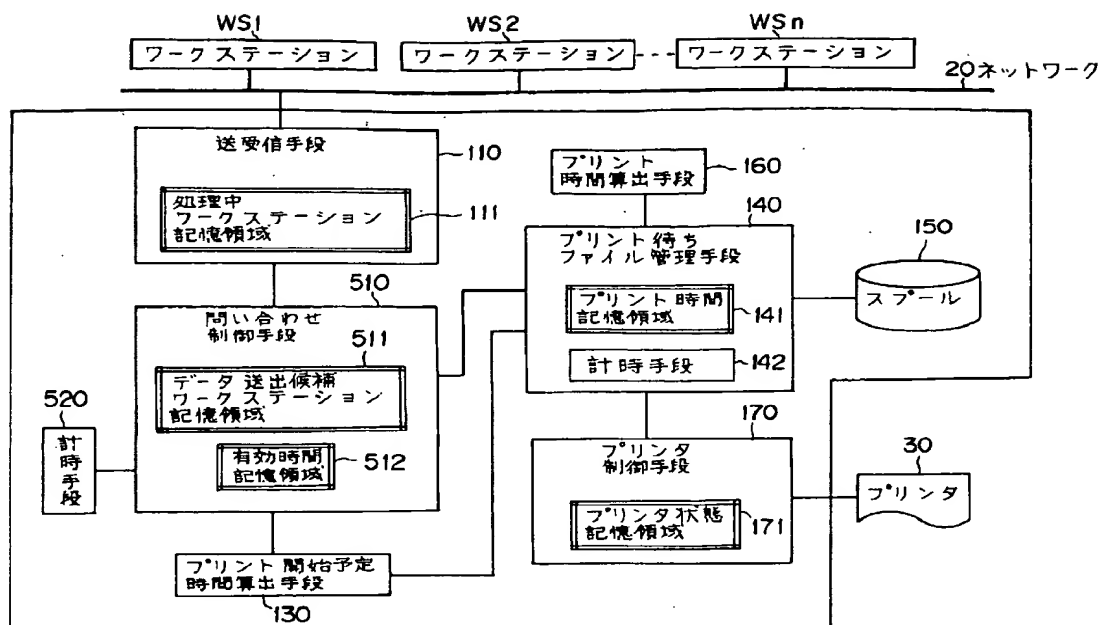 WS1
WS2
WSn
ワークステーション
ワークステーション
ワークステーション
20ネットワーク
送受信手段
110
処理中
ワークステーション
記憶領域
111
プリント
時間算出手段
160
140
プリント待ち
ファイル管理手段
プリント時間
記憶領域
141
計時手段
142
150
スプール
510
問い合わせ
制御手段
511
データ送出候補
ワークステーション
記憶領域
有効時間
記憶領域
512
520
計時手段
170
プリンタ
制御手段
プリンタ状態
記憶領域
171
30
プリンタ
プリント開始予定
時間算出手段
130